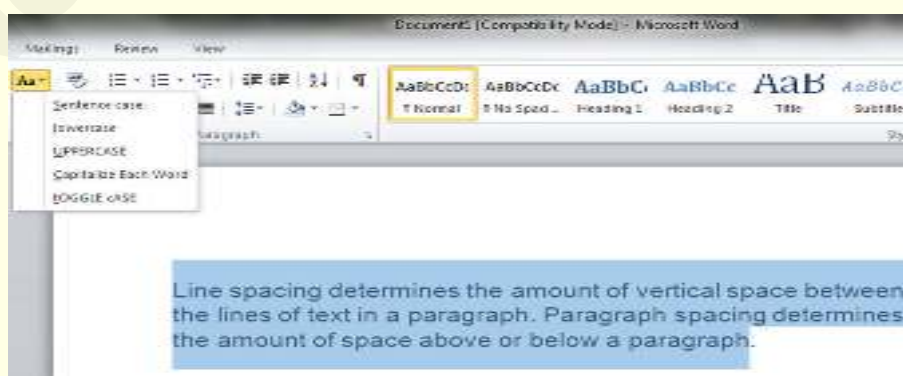 Document1 [Compatibility Mode] - Microsoft Word
Mailings Review View
Aa
AaBbCcDc AaBbCcDc AaBbC AaBbCc AaB AaBbC
¶ Normal ¶ No Spaci... Heading 1 Heading 2 Title Subtitle
Paragraph
Sentence case.
lowercase
UPPERCASE
Capitalize Each Word
tOGGLE cASE
Line spacing determines the amount of vertical space between
the lines of text in a paragraph. Paragraph spacing determines
the amount of space above or below a paragraph.